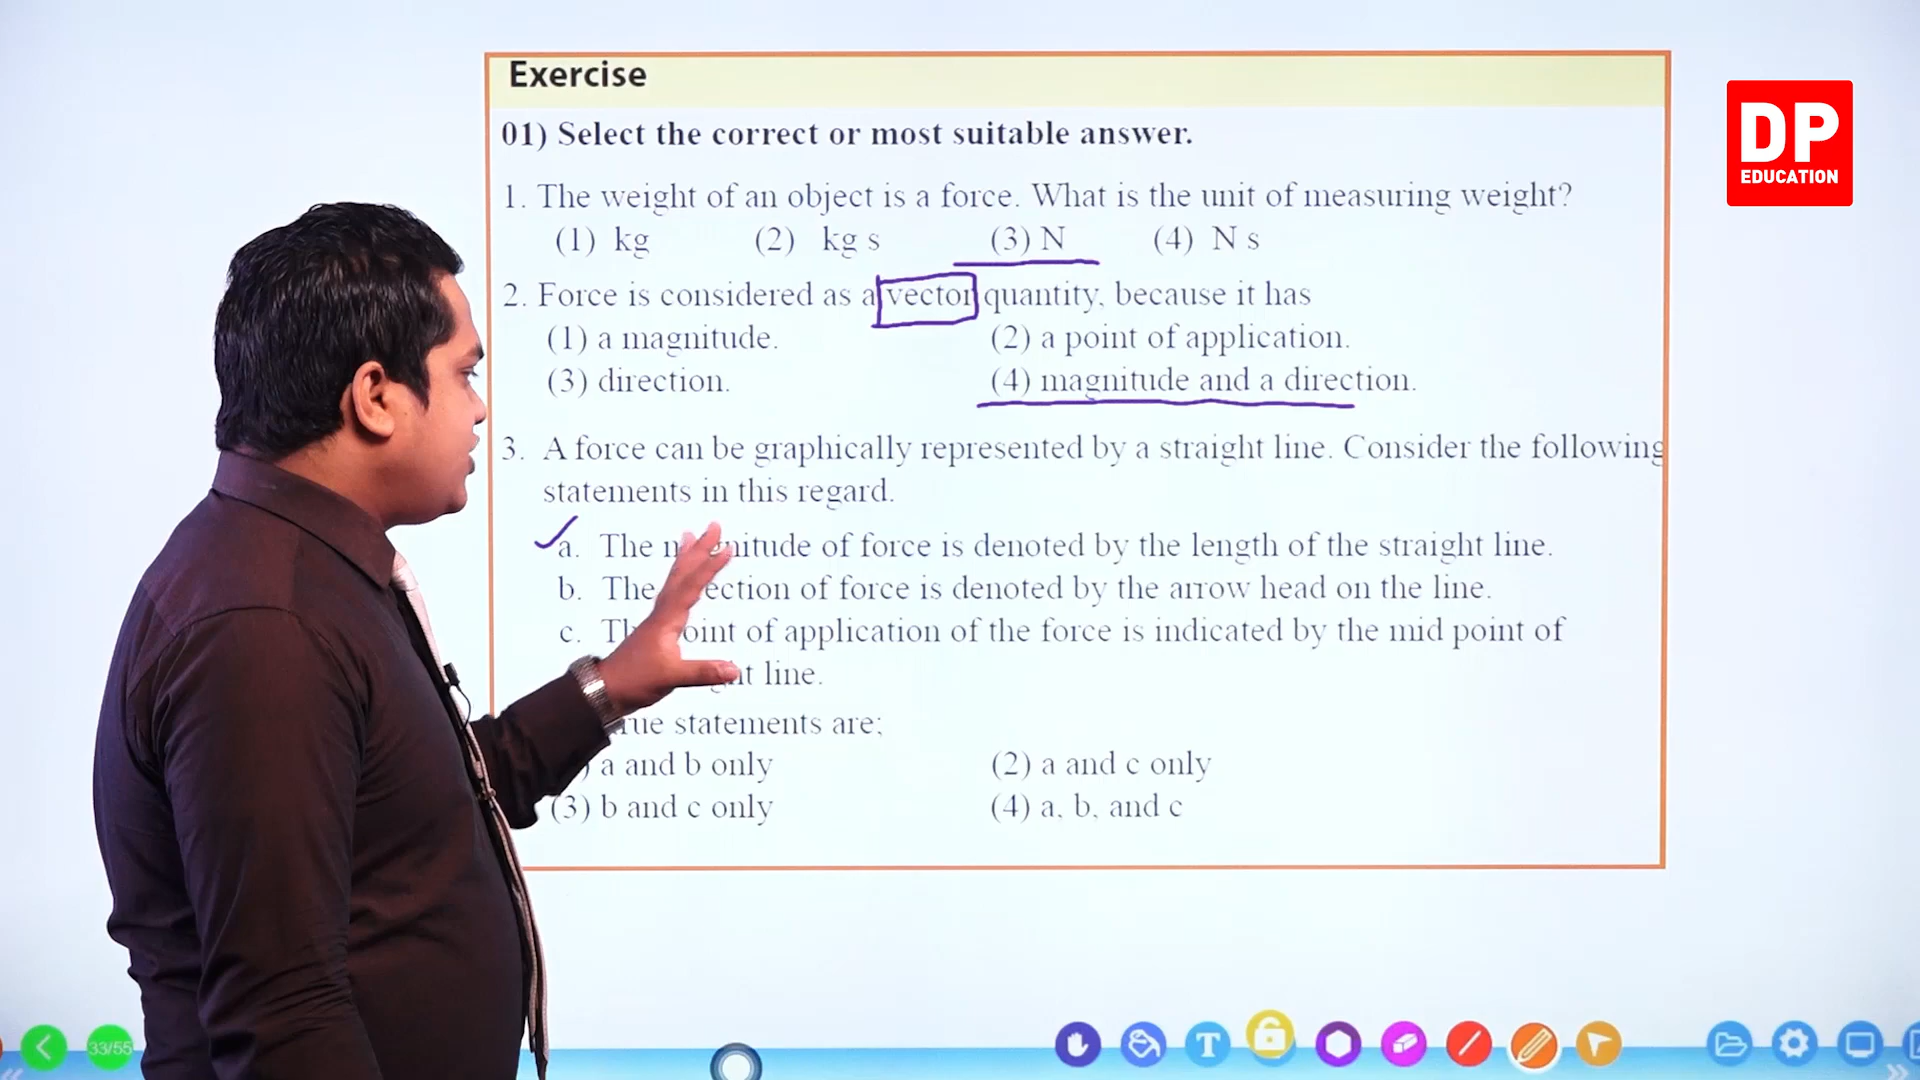 Exercise
DP
EDUCATION
01) Select the correct or most suitable answer.
1. The weight of an object is a force. What is the unit of measuring weight?
(1) kg (2) kg s (3) N (4) N s
2. Force is considered as a vector quantity, because it has
(1) a magnitude. (2) a point of application.
(3) direction. (4) magnitude and a direction.
3. A force can be graphically represented by a straight line. Consider the following
statements in this regard.
a. The of force is denoted by the length of the straight line.
b. The of force is denoted by the arrow head on the line.
c. of application of the force is indicated by the mid point of
line.
statements are;
a and b only (2) a and c only
(3) b and c only (4) a, b, and c
33/55
T